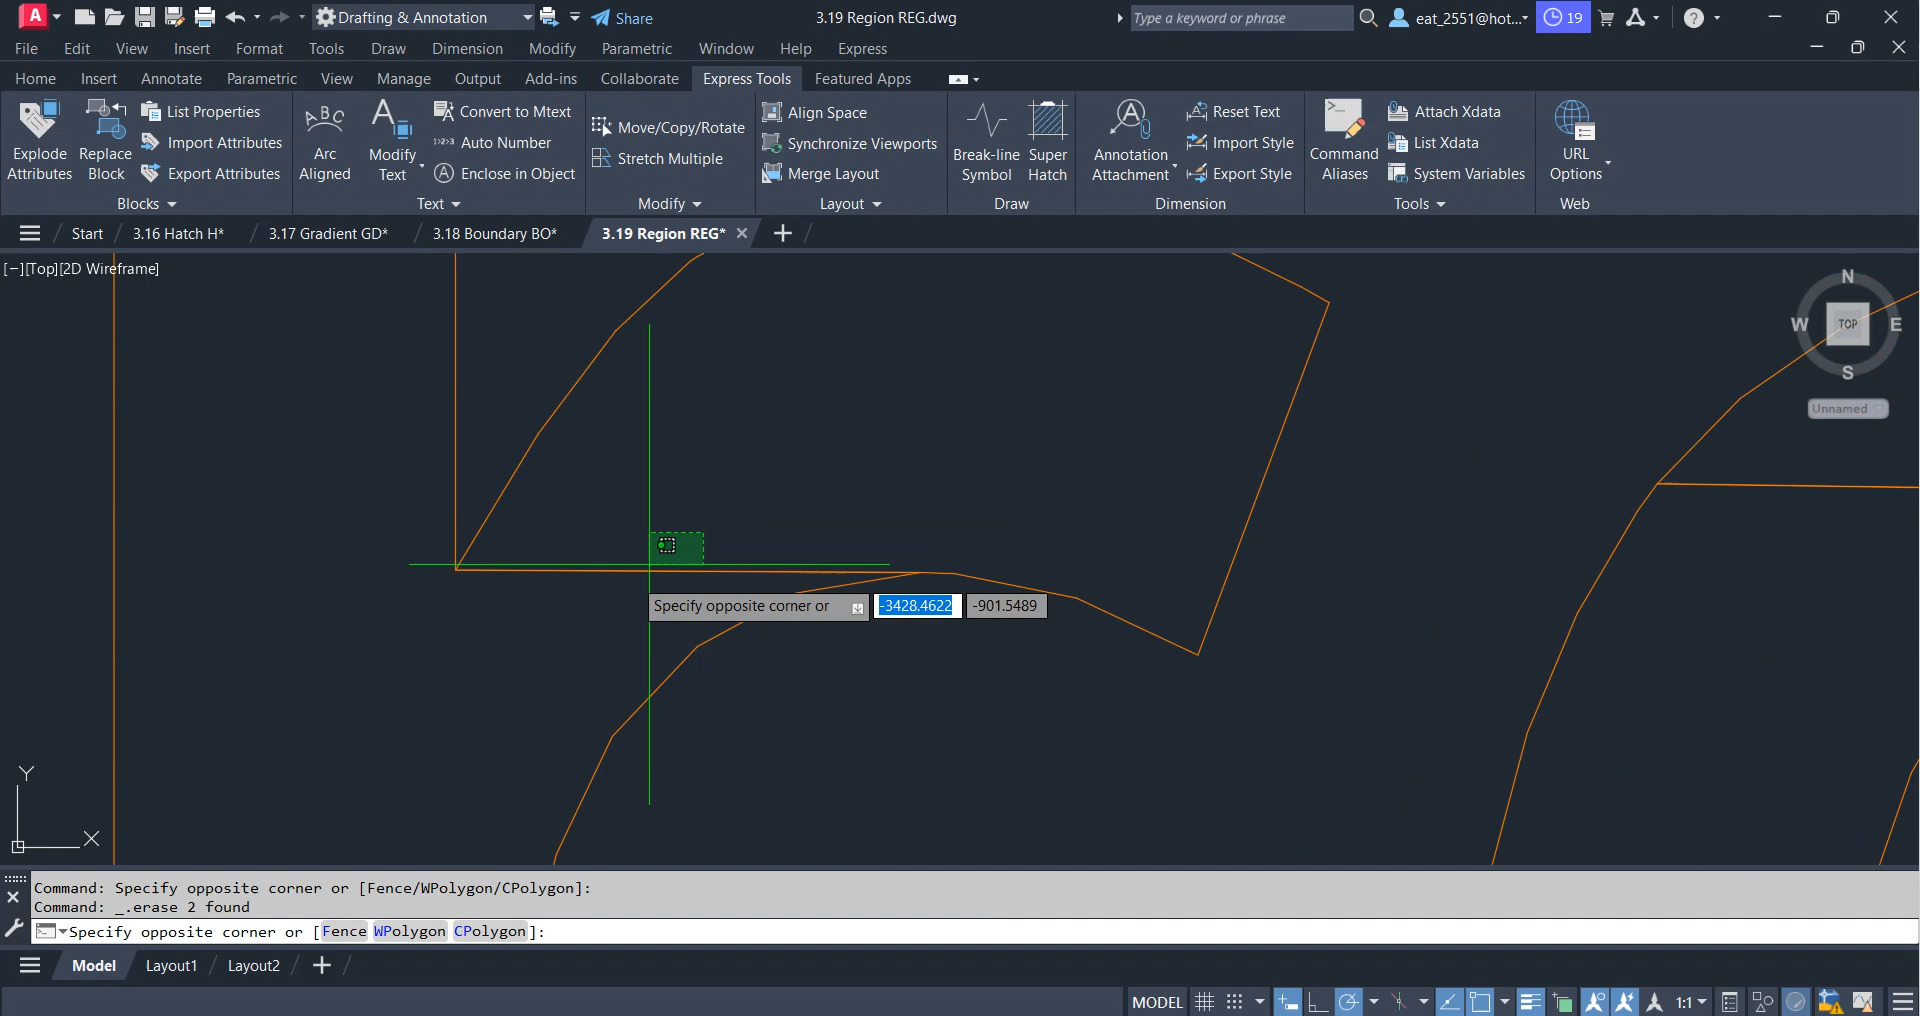 A Drafting & Annotation Share 3.19 Region REG.dwg Type a keyword or phrase eat_2551@hot... 19
File Edit View Insert Format Tools Draw Dimension Modify Parametric Window Help Express
Home Insert Annotate Parametric View Manage Output Add-ins Collaborate Express Tools Featured Apps
Explode Attributes
Replace Block
List Properties
Import Attributes
Export Attributes
Blocks
ABC
Arc Aligned
Modify Text
Convert to Mtext
Auto Number
Enclose in Object
Text
Move/Copy/Rotate
Stretch Multiple
Modify
Align Space
Synchronize Viewports
Merge Layout
Layout
Break-line Symbol
Super Hatch
Draw
Annotation Attachment
Reset Text
Import Style
Export Style
Dimension
Command Aliases
Attach Xdata
List Xdata
System Variables
Tools
URL Options
Web
Start 3.16 Hatch H* 3.17 Gradient GD* 3.18 Boundary BO* 3.19 Region REG*
[−][Top][2D Wireframe]
N
W TOP E
S
Unnamed
Specify opposite corner or -3428.4622 -901.5489
Y
X
Command: Specify opposite corner or [Fence/WPolygon/CPolygon]:
Command: _.erase 2 found
Specify opposite corner or [Fence WPolygon CPolygon]:
Model Layout1 Layout2
MODEL 1:1